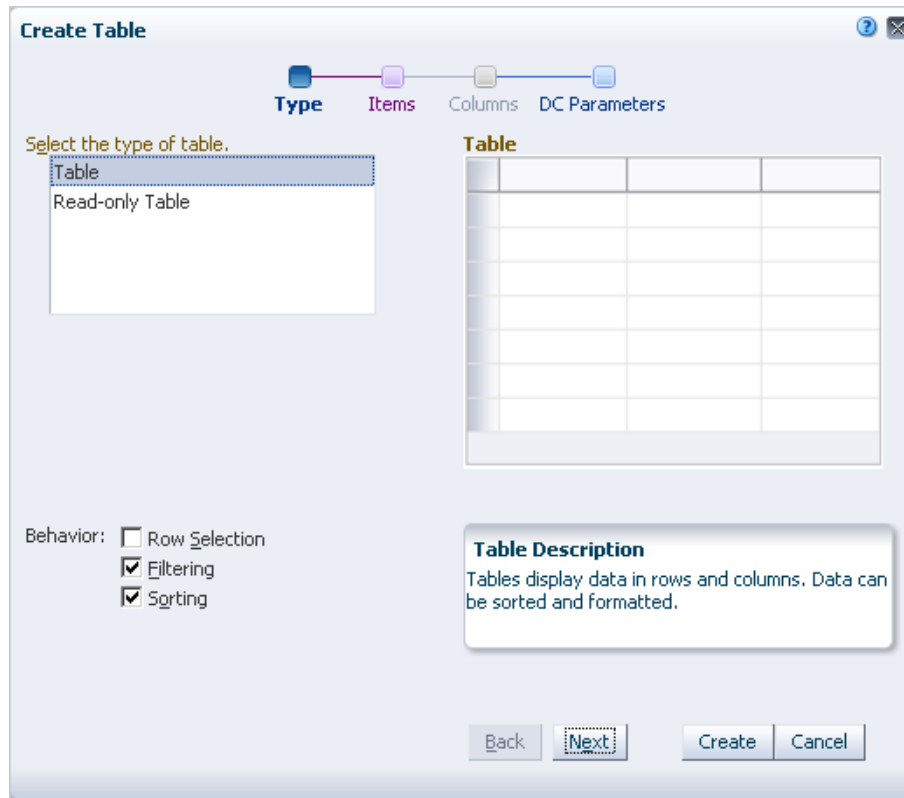 Create Table
Type Items Columns DC Parameters
Select the type of table.
Table
Read-only Table
Table
Behavior:
Row Selection
Filtering
Sorting
Table Description
Tables display data in rows and columns. Data can
be sorted and formatted.
Back Next Create Cancel